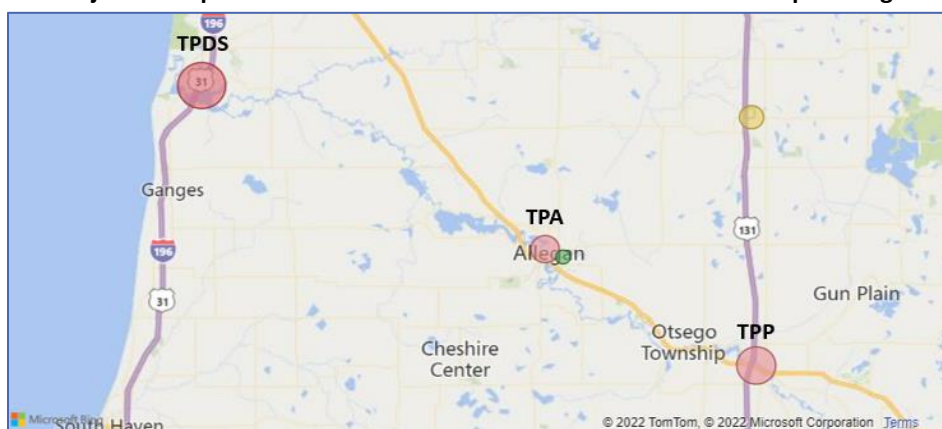 TPDS
196
31
Ganges
TPA
Allegan
196
131
31
Gun Plain
Otsego
Township
TPP
Cheshire
Center
Microsoft Bing
South Haven
© 2022 TomTom, © 2022 Microsoft Corporation Terms